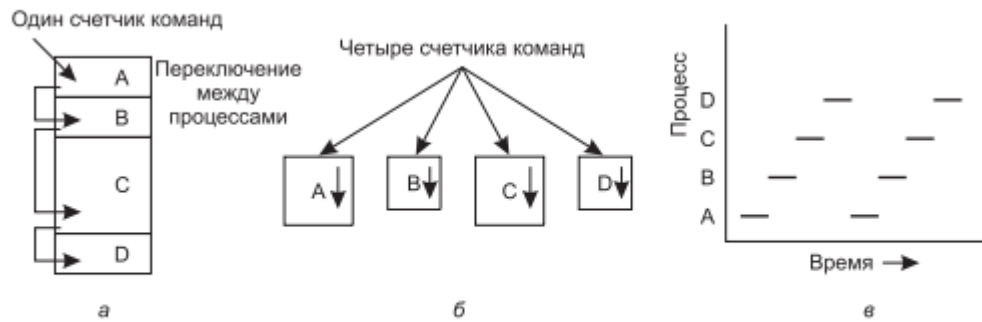 Один счетчик команд
A
B
C
D
Переключение
между
процессами
а
Четыре счетчика команд
A
B
C
D
б
Процесс
D
C
B
A
Время
в